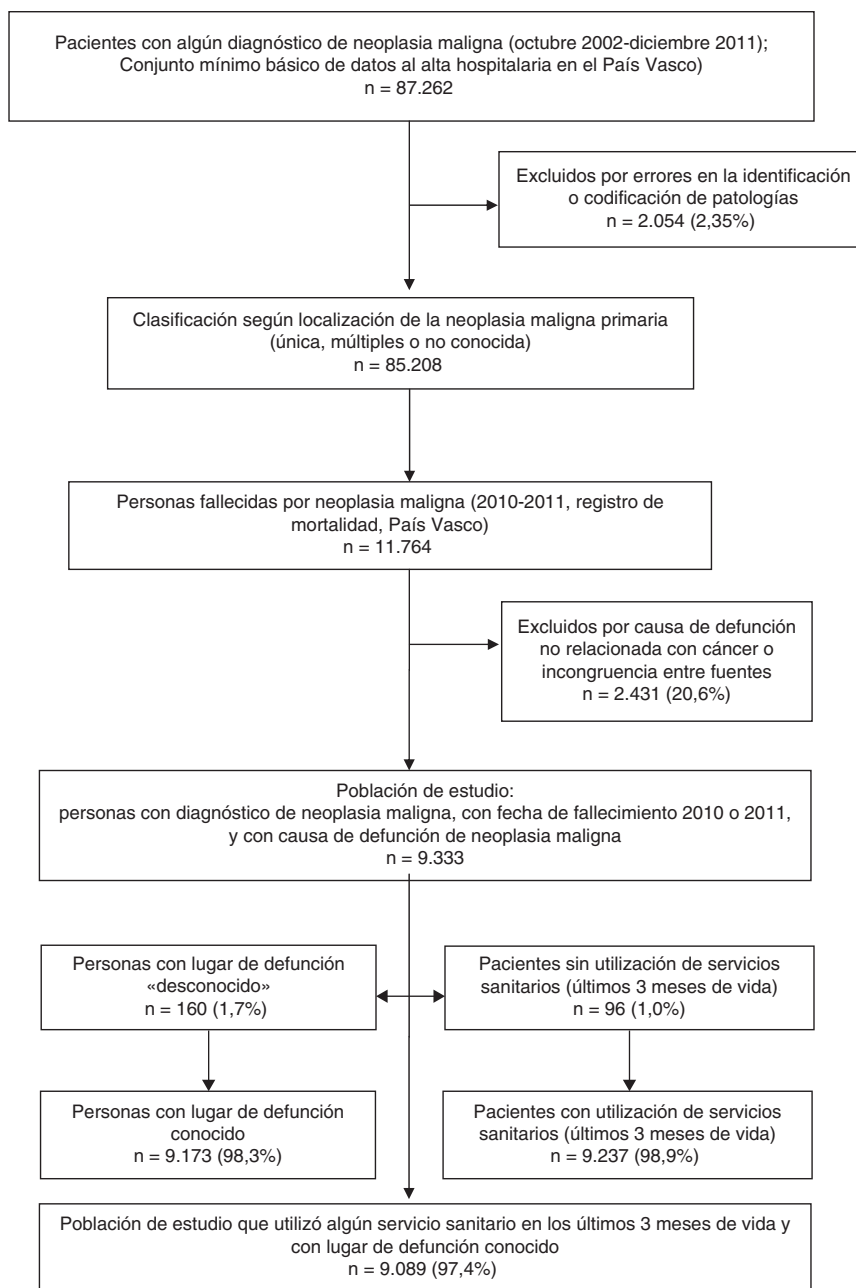 Pacientes con algún diagnóstico de neoplasia maligna (octubre 2002-diciembre 2011);
Conjunto mínimo básico de datos al alta hospitalaria en el País Vasco)
n = 87.262
Excluidos por errores en la identificación
o codificación de patologías
n = 2.054 (2,35%)
Clasificación según localización de la neoplasia maligna primaria
(única, múltiples o no conocida)
n = 85.208
Personas fallecidas por neoplasia maligna (2010-2011, registro de
mortalidad, País Vasco)
n = 11.764
Excluidos por causa de defunción
no relacionada con cáncer o
incongruencia entre fuentes
n = 2.431 (20,6%)
Población de estudio:
personas con diagnóstico de neoplasia maligna, con fecha de fallecimiento 2010 o 2011,
y con causa de defunción de neoplasia maligna
n = 9.333
Personas con lugar de defunción
«desconocido»
n = 160 (1,7%)
Pacientes sin utilización de servicios
sanitarios (últimos 3 meses de vida)
n = 96 (1,0%)
Personas con lugar de defunción
conocido
n = 9.173 (98,3%)
Pacientes con utilización de servicios
sanitarios (últimos 3 meses de vida)
n = 9.237 (98,9%)
Población de estudio que utilizó algún servicio sanitario en los últimos 3 meses de vida y
con lugar de defunción conocido
n = 9.089 (97,4%)